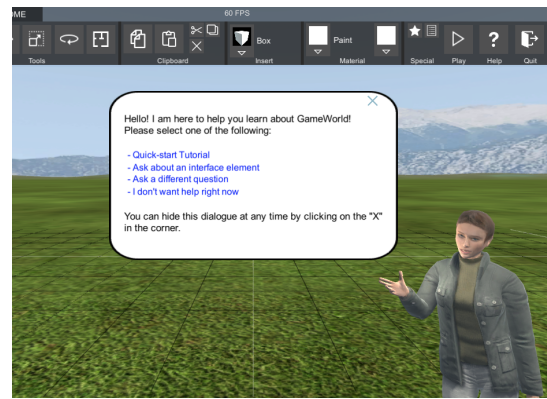 OME
60 FPS
Box
Paint
Tools
Clipboard
Insert
Material
Special
Play
?
Help
Quit
Hello! I am here to help you learn about GameWorld!
Please select one of the following:
- Quick-start Tutorial
- Ask about an interface element
- Ask a different question
- I don't want help right now
You can hide this dialogue at any time by clicking on the "X"
in the corner.